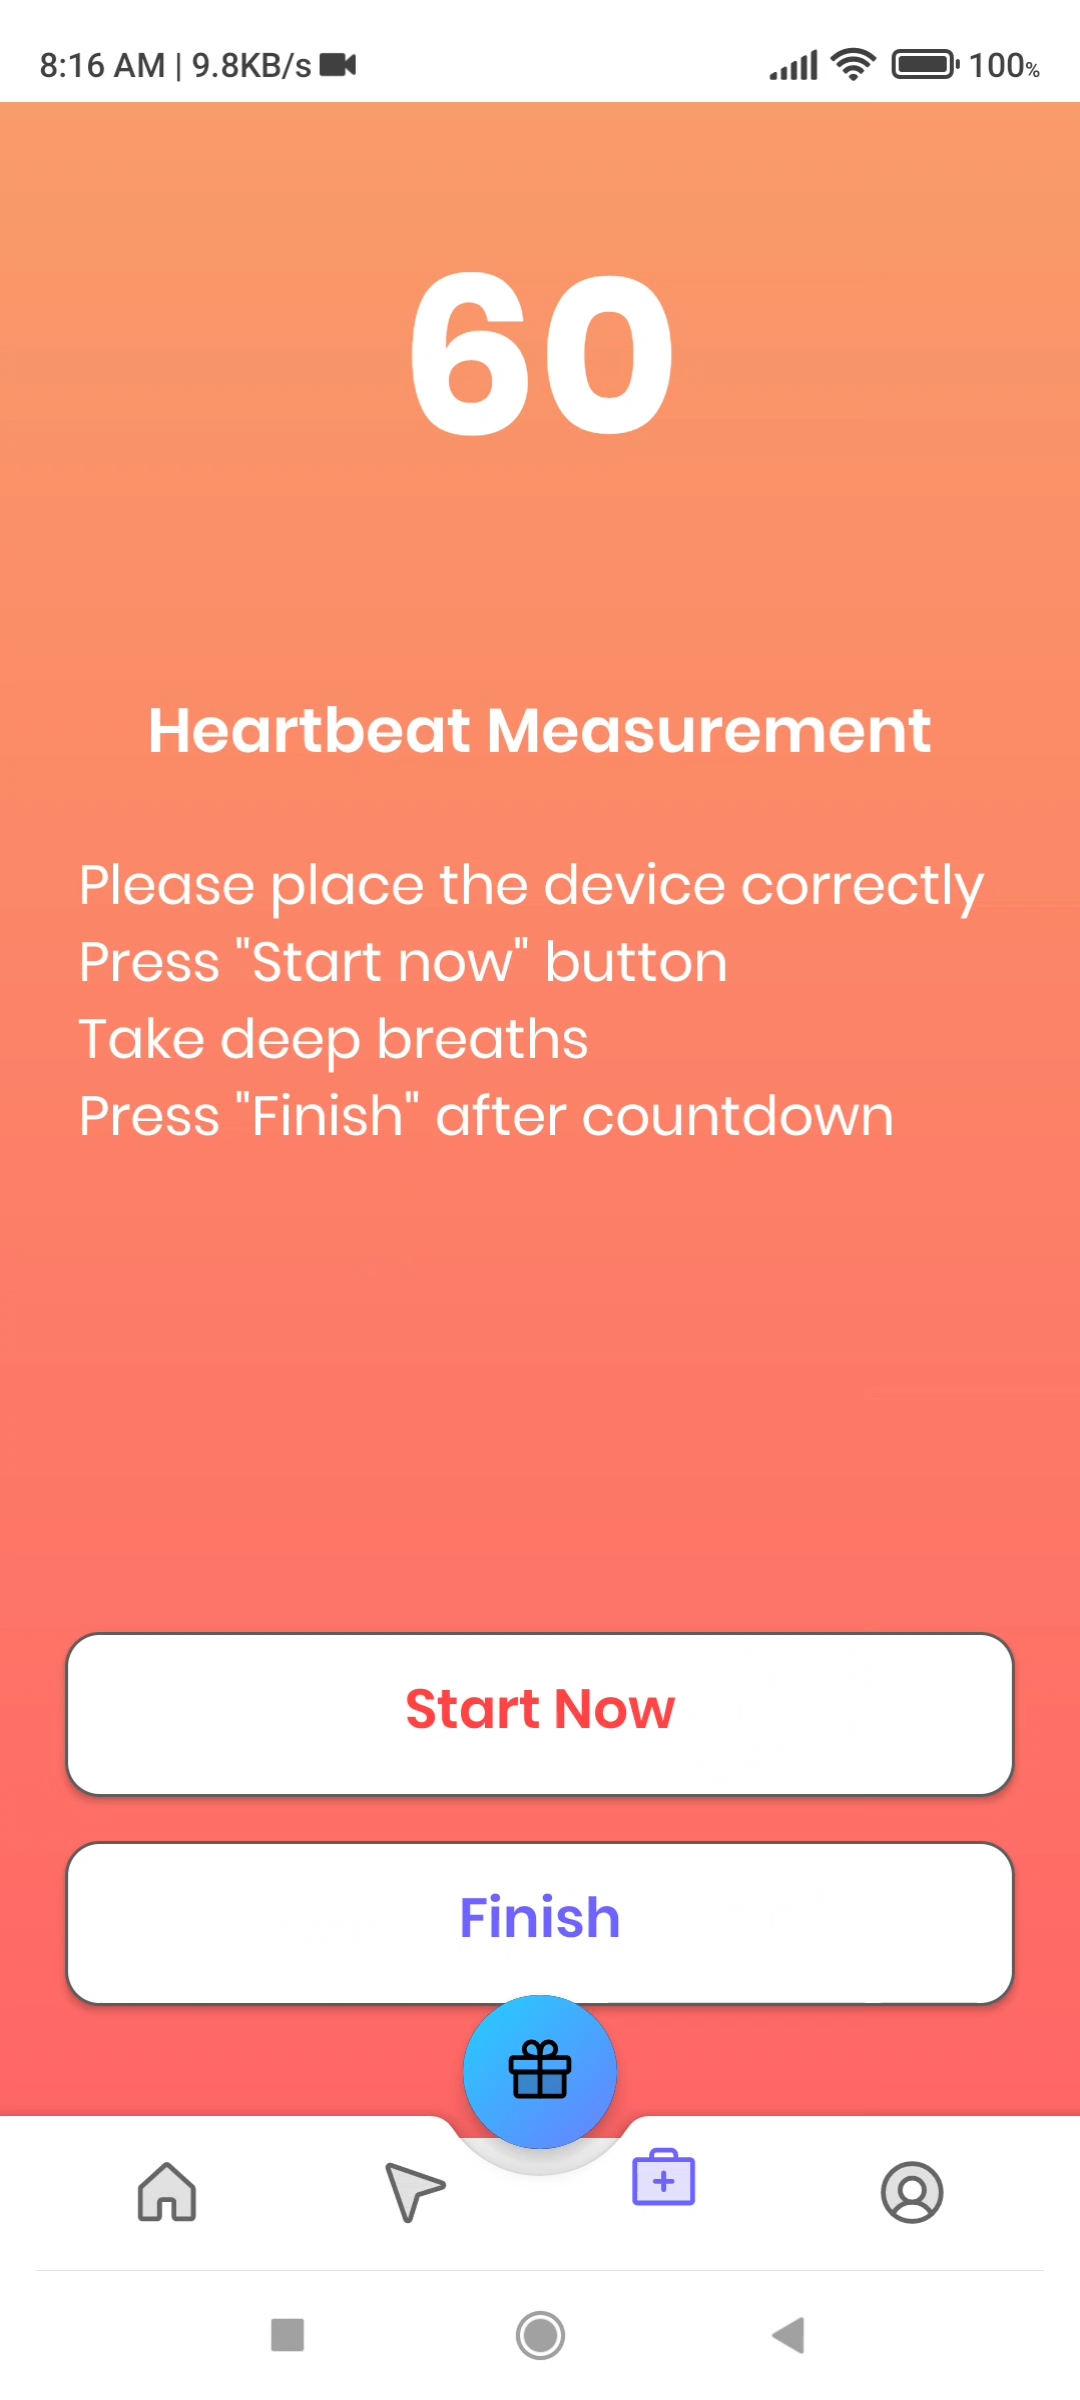 8:16 AM | 9.8KB/s 100%
60
Heartbeat Measurement
Please place the device correctly
Press "Start now" button
Take deep breaths
Press "Finish" after countdown
Start Now
Finish